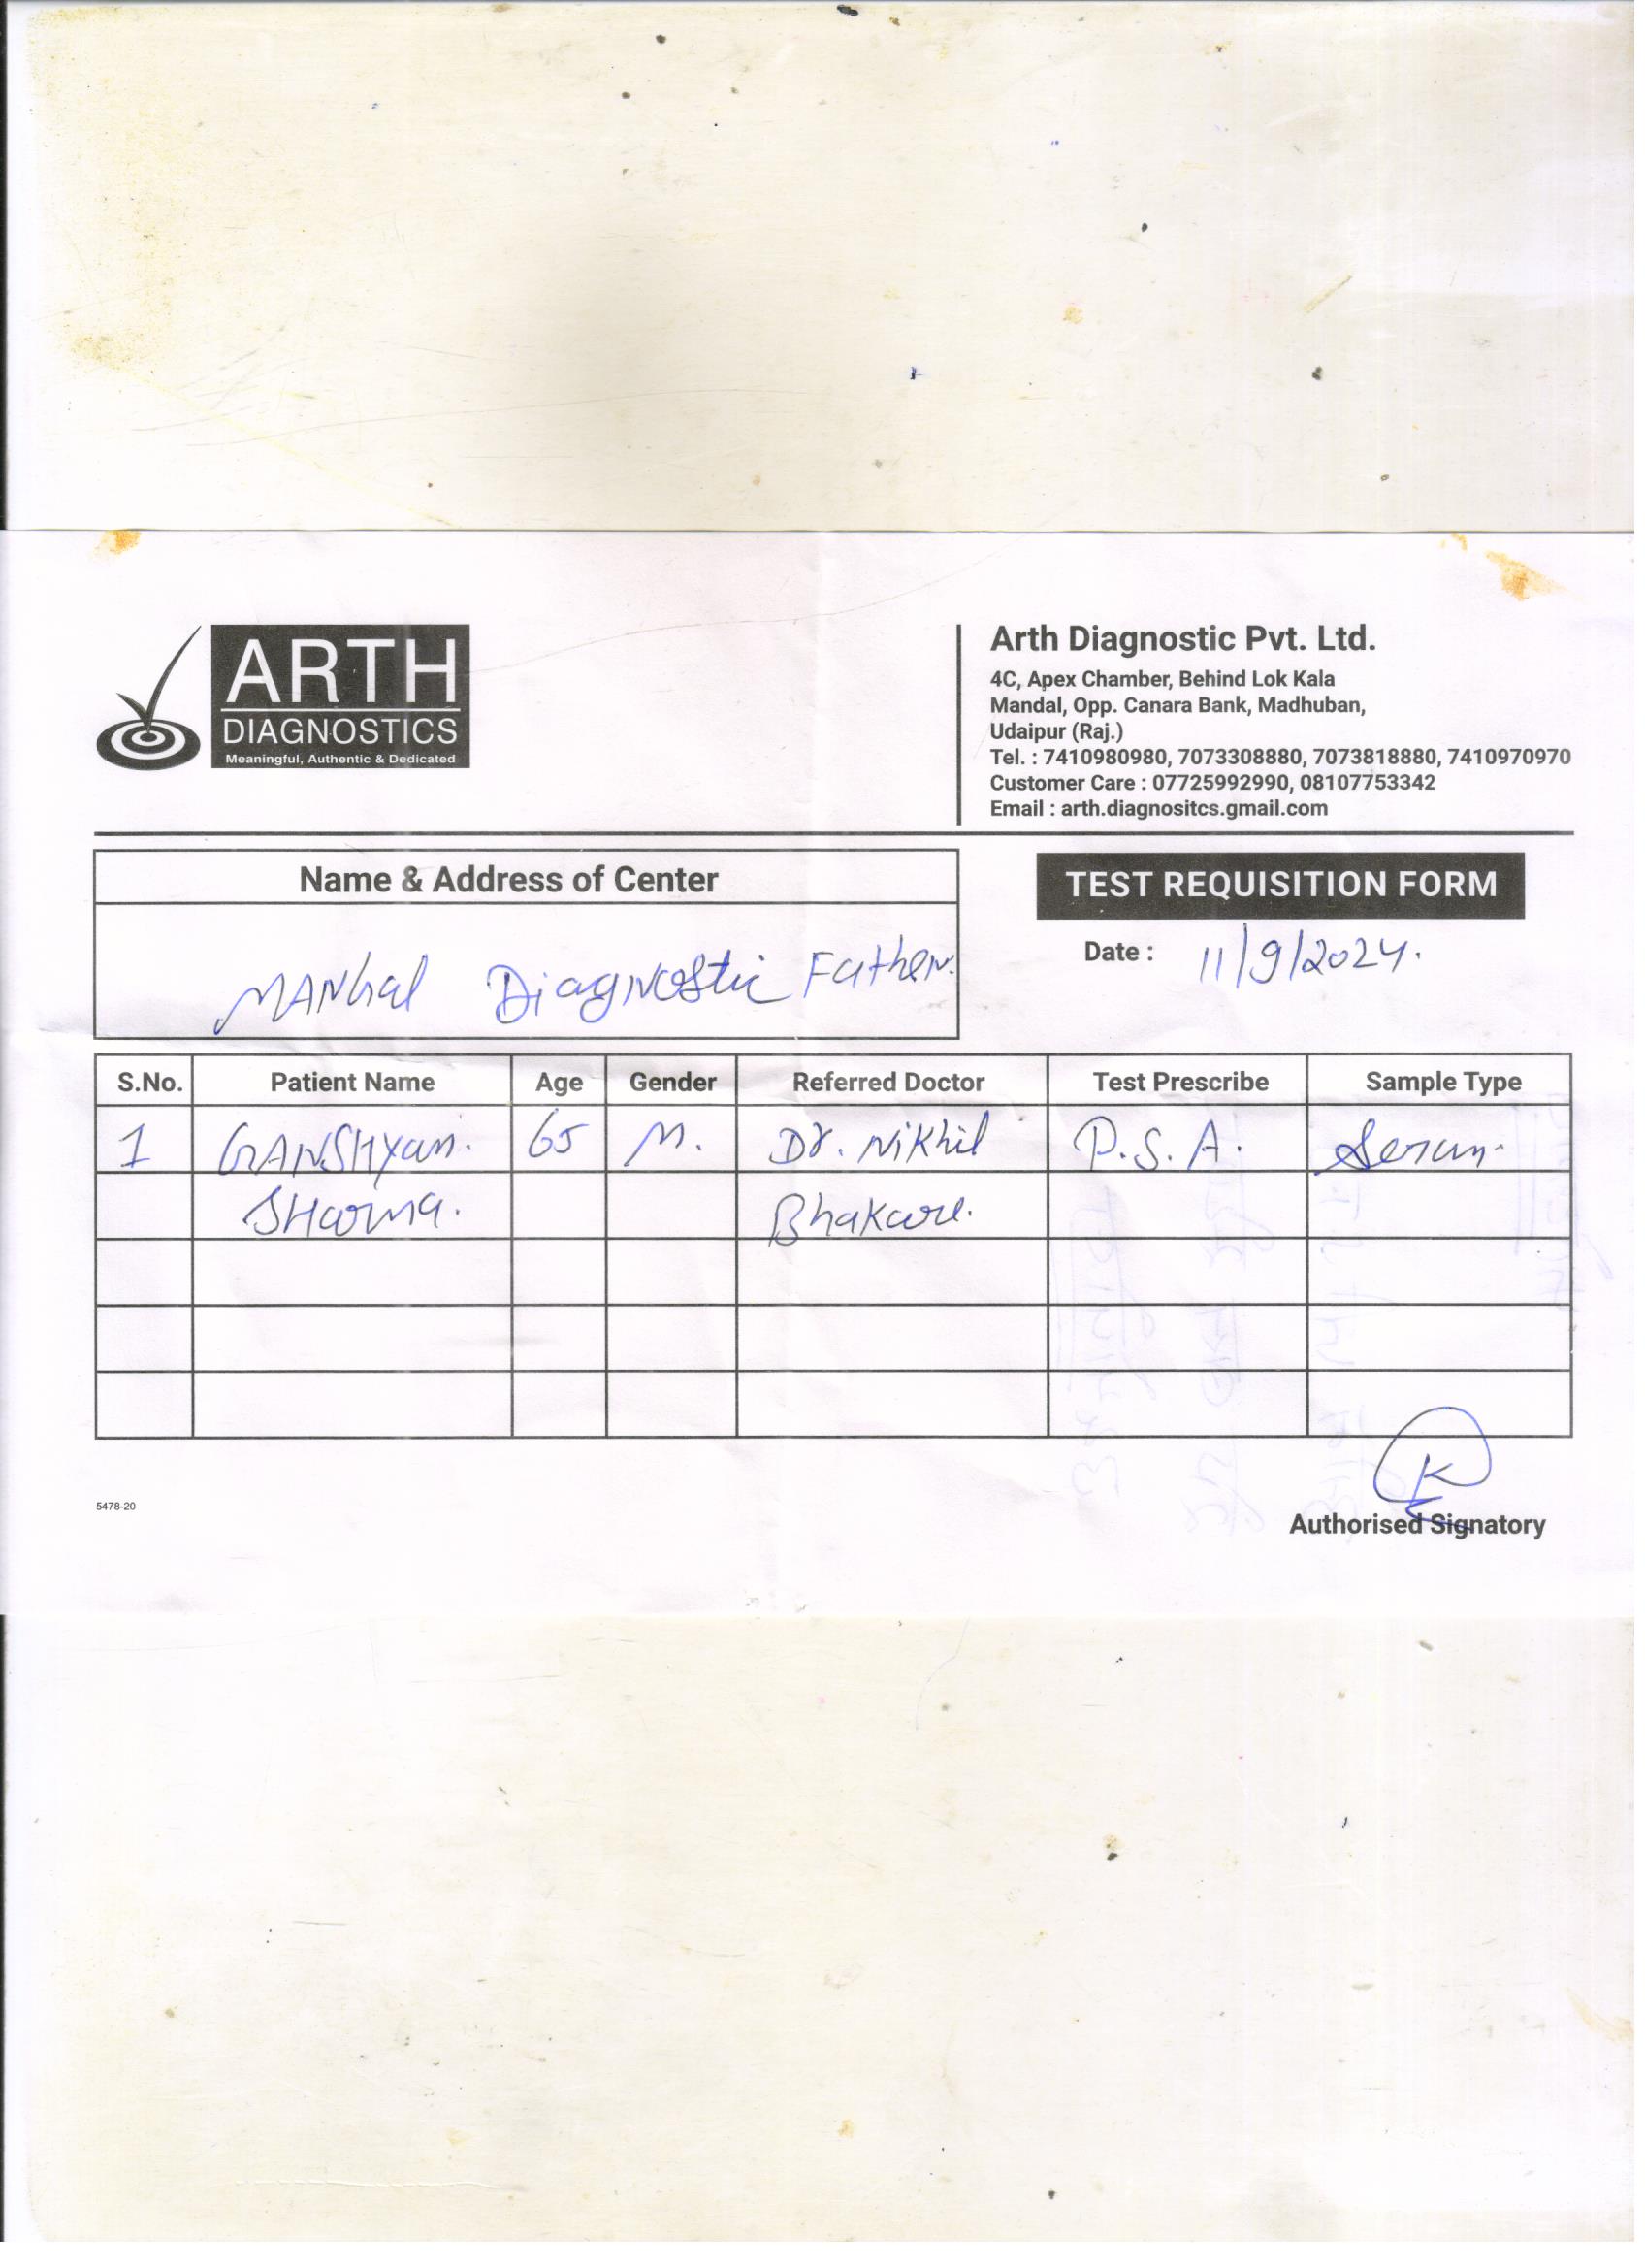 ARTH
DIAGNOSTICS
Meaningful, Authentic & Dedicated
Arth Diagnostic Pvt. Ltd.
4C, Apex Chamber, Behind Lok Kala
Mandal, Opp. Canara Bank, Madhuban,
Udaipur (Raj.)
Tel. : 7410980980, 7073308880, 7073818880, 7410970970
Customer Care : 07725992990, 08107753342
Email : arth.diagnositcs.gmail.com
Name & Address of Center
TEST REQUISITION FORM
Date : 11/9/2024.
Diagnostic
S.No. Patient Name Age Gender Referred Doctor Test Prescribe Sample Type
1 GANSHyam. 65 M. Dr. Nikhil P.S.A. Serum.
SHarma. Bhakare.
K
5478-20
Authorised Signatory